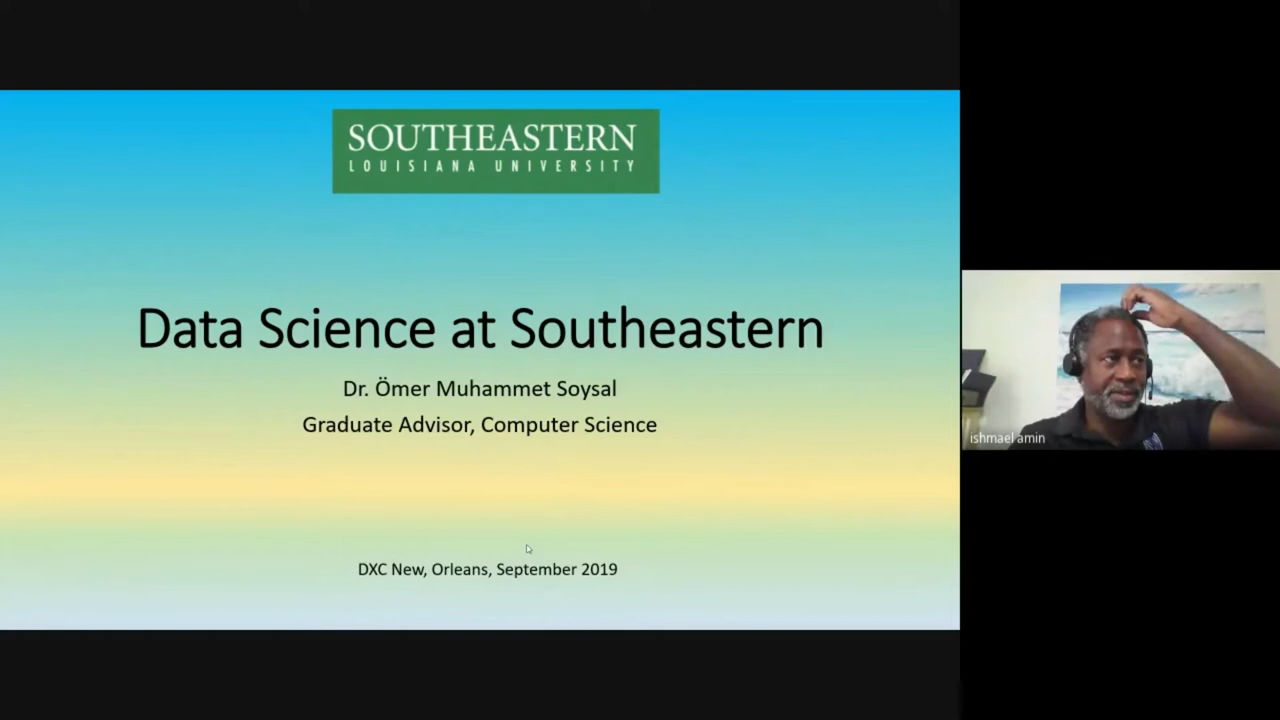 SOUTHEASTERN
LOUISIANA UNIVERSITY
Data Science at Southeastern
Dr. Ömer Muhammet Soysal
Graduate Advisor, Computer Science
DXC New, Orleans, September 2019
ishmael amin